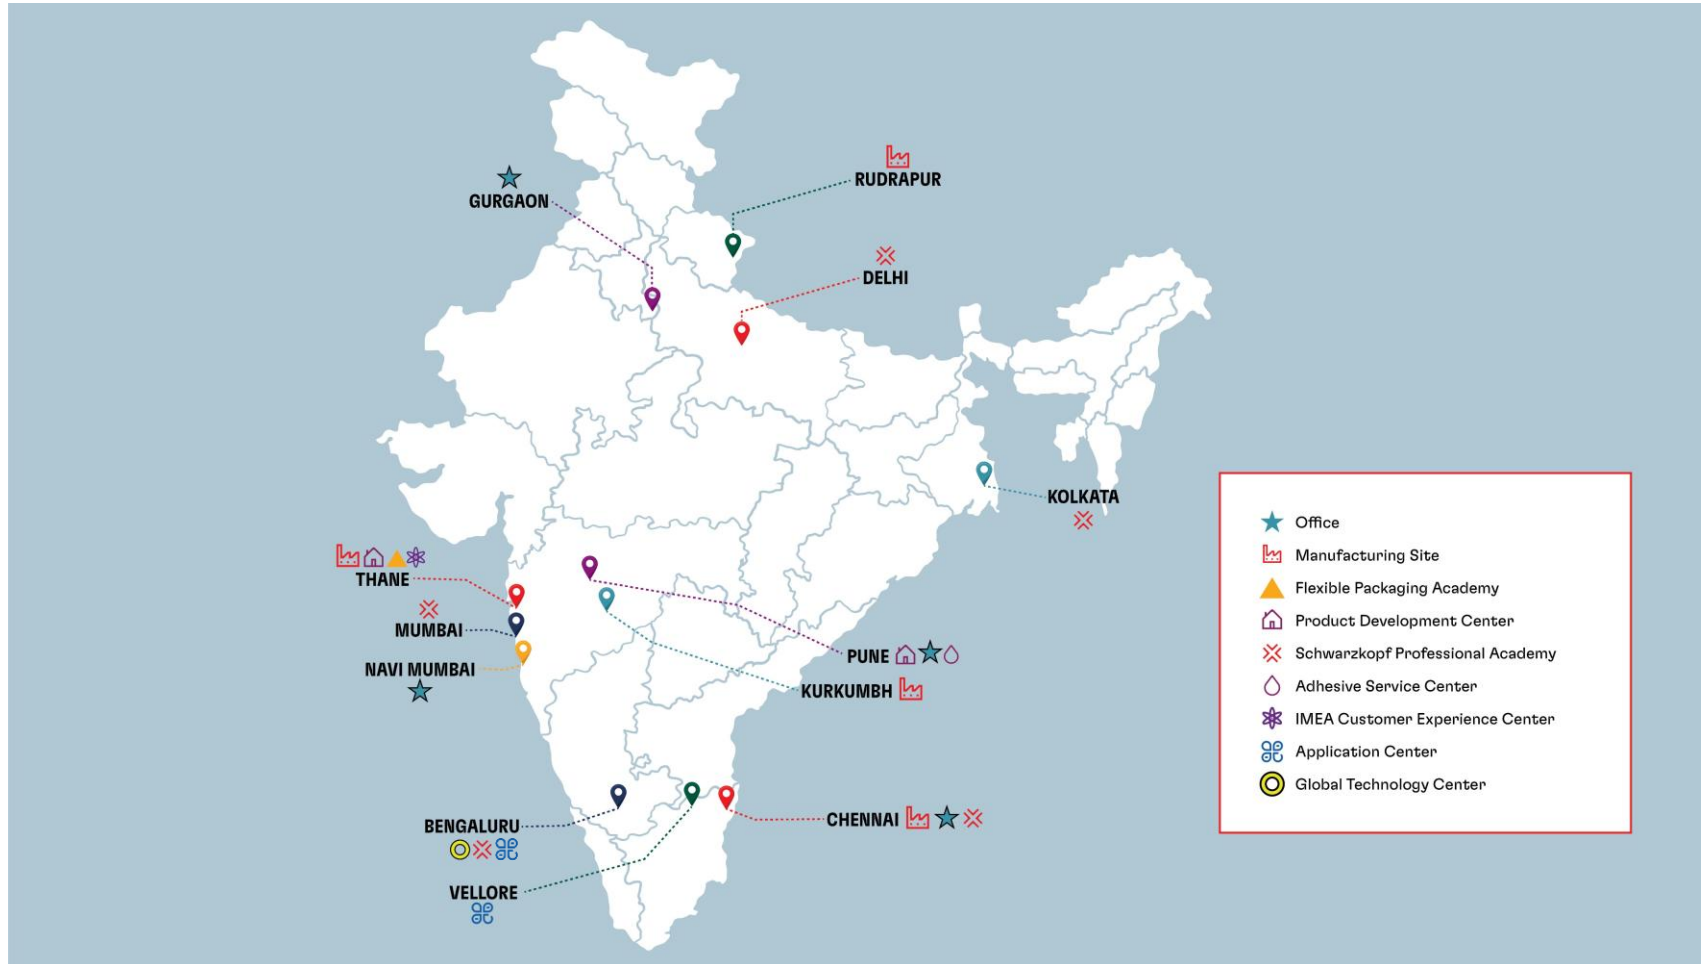 RUDRAPUR
GURGAON
DELHI
KOLKATA
THANE
MUMBAI
NAVI MUMBAI
PUNE
KURKUMBH
CHENNAI
BENGALURU
VELLORE
Office
Manufacturing Site
Flexible Packaging Academy
Product Development Center
Schwarzkopf Professional Academy
Adhesive Service Center
IMEA Customer Experience Center
Application Center
Global Technology Center